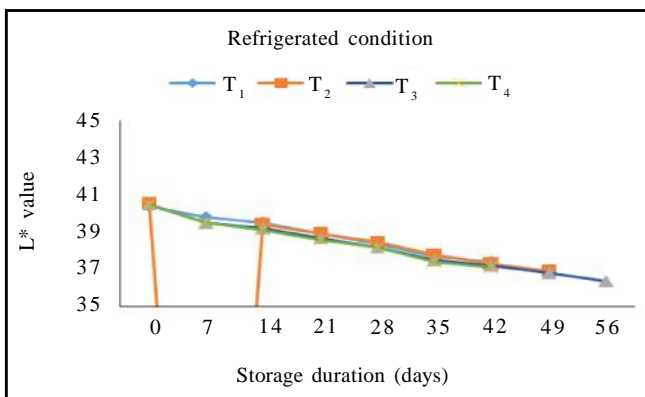 Refrigerated condition
T₁ T₂ T₃ T₄
45
43
41
39
37
35
L* value
0 7 14 21 28 35 42 49 56
Storage duration (days)